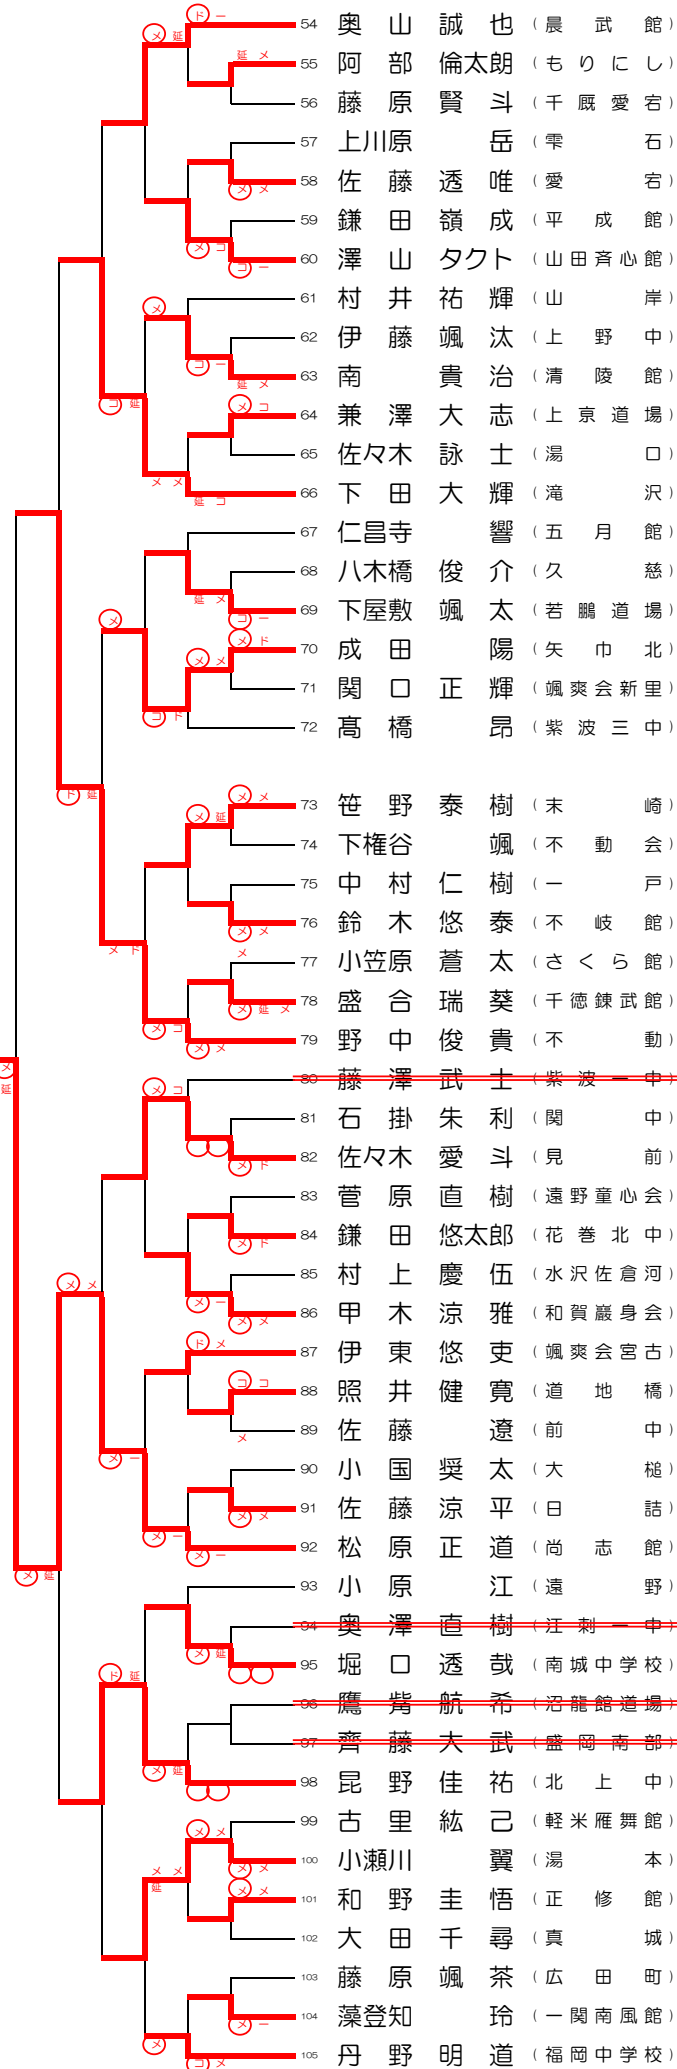 54 奥山誠也 （晨武館）
55 阿部倫太朗 （もりにし）
56 藤原賢斗 （千厩愛宕）
57 上川原岳 （雫石）
58 佐藤透唯 （愛宕）
59 鎌田嶺成 （平成館）
60 澤山タクト （山田斉心館）
61 村井祐輝 （山岸）
62 伊藤颯汰 （上野中）
63 南貴治 （清陵館）
64 兼澤大志 （上京道場）
65 佐々木詠士 （湯口）
66 下田大輝 （滝沢）
67 仁昌寺響 （五月館）
68 八木橋俊介 （久慈）
69 下屋敷颯太 （若鵬道場）
70 成田陽 （矢巾北）
71 関口正輝 （颯爽会新里）
72 髙橋昂 （紫波三中）
73 笹野泰樹 （末崎）
74 下権谷颯 （不動会）
75 中村仁樹 （一戸）
76 鈴木悠泰 （不岐館）
77 小笠原蒼太 （さくら館）
78 盛合瑞葵 （千徳錬武館）
79 野中俊貴 （不動）
80 藤澤武士 （紫波一中）
81 石掛朱利 （関中）
82 佐々木愛斗 （見前）
83 菅原直樹 （遠野童心会）
84 鎌田悠太郎 （花巻北中）
85 村上慶伍 （水沢佐倉河）
86 甲木涼雅 （和賀巖身会）
87 伊東悠吏 （颯爽会宮古）
88 照井健寛 （道地橋）
89 佐藤遼 （前中）
90 小国奨太 （大槌）
91 佐藤涼平 （日詰）
92 松原正道 （尚志館）
93 小原江 （遠野）
94 奥澤直樹 （江刺一中）
95 堀口透哉 （南城中学校）
96 鷹觜航希 （沼龍館道場）
97 齊藤大武 （盛岡南部）
98 昆野佳祐 （北上中）
99 古里紘己 （軽米雁舞館）
100 小瀬川翼 （湯本）
101 和野圭悟 （正修館）
102 大田千尋 （真城）
103 藤原颯茶 （広田町）
104 藻登知玲 （一関南風館）
105 丹野明道 （福岡中学校）